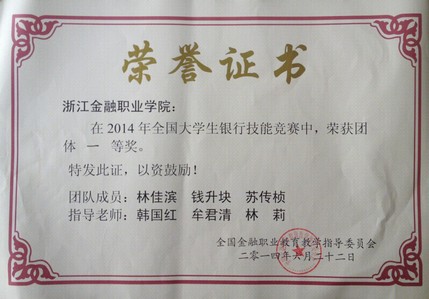 荣誉证书
浙江金融职业学院：
在2014年全国大学生银行技能竞赛中，荣获团
体 一 等奖。
特发此证，以资鼓励！
团队成员：林佳滨 钱升块 苏传桢
指导老师：韩国红 牟君清 林 莉
全国金融职业教育教学指导委员会
二〇一四年六月二十二日